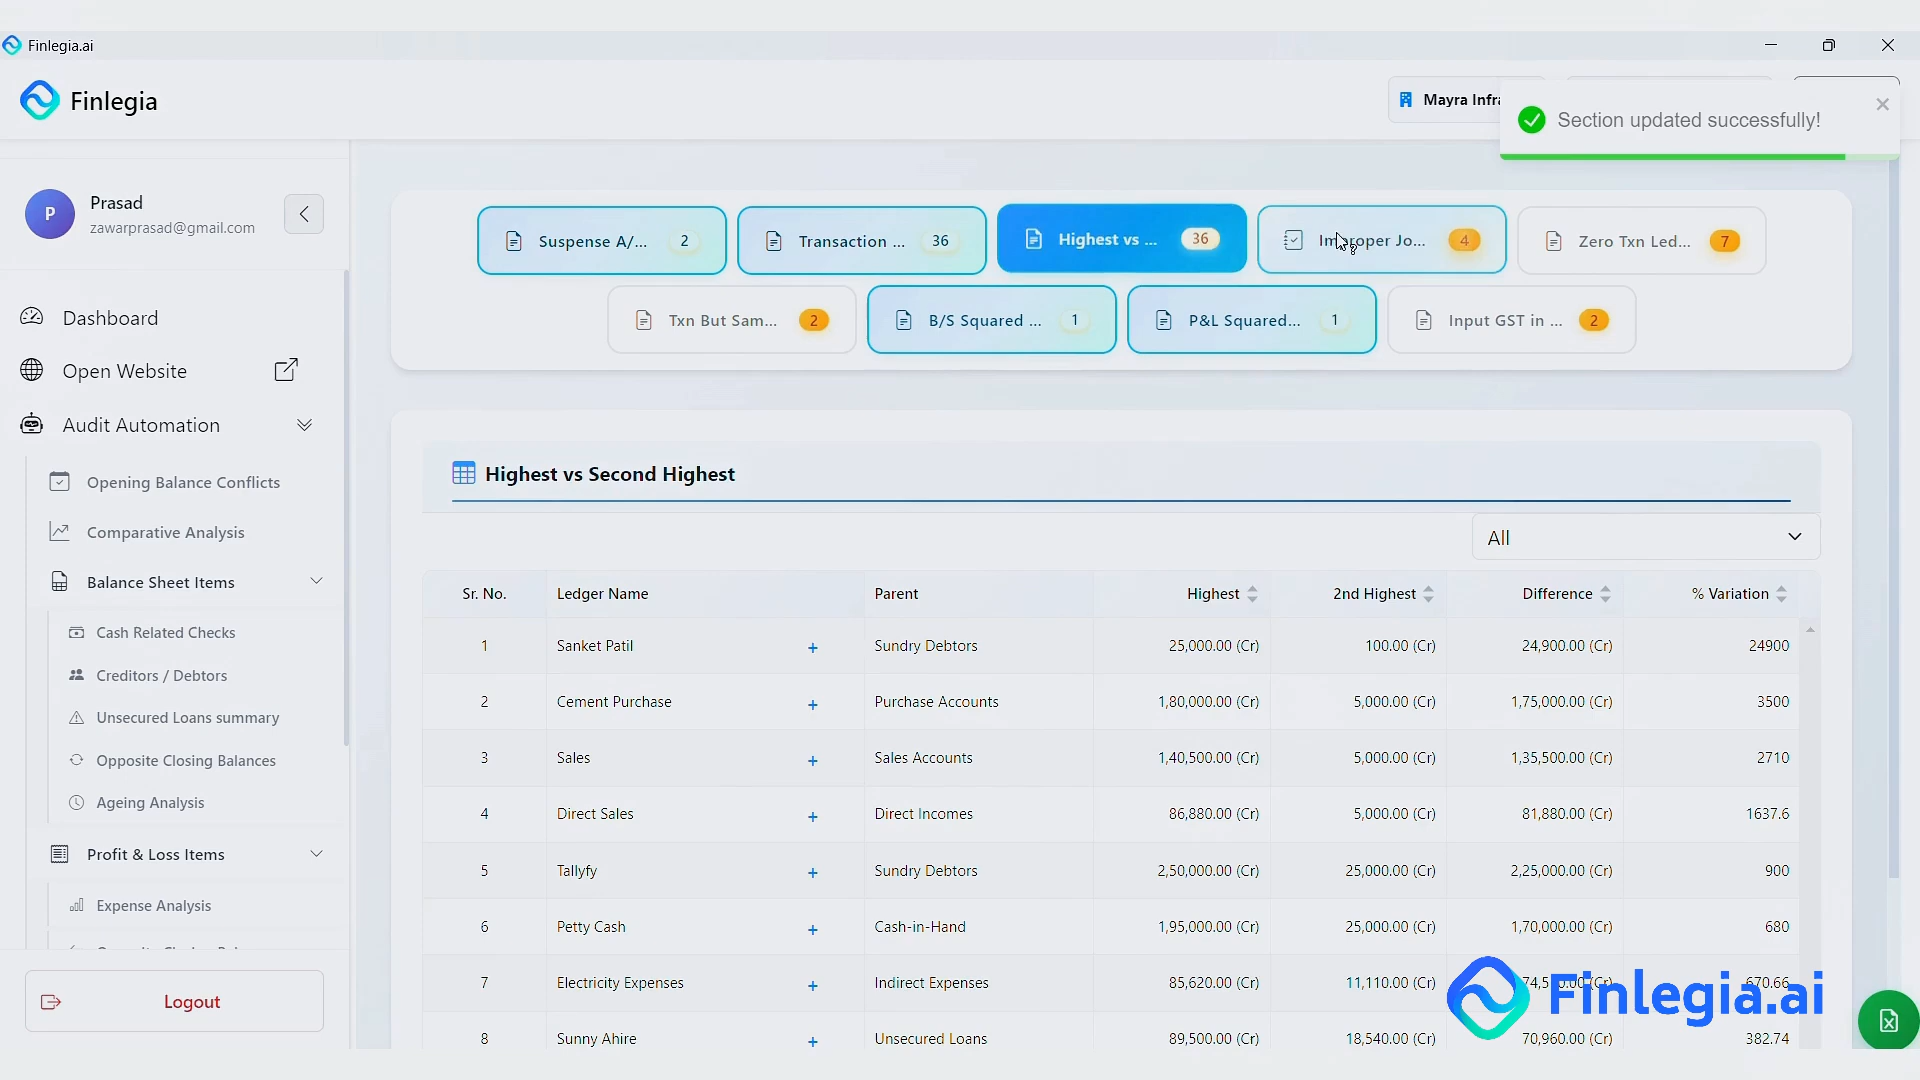 Finlegia.ai
Finlegia
Mayra Infra
Section updated successfully!
P
Prasad
zawarprasad@gmail.com
Dashboard
Open Website
Audit Automation
Opening Balance Conflicts
Comparative Analysis
Balance Sheet Items
Cash Related Checks
Creditors / Debtors
Unsecured Loans summary
Opposite Closing Balances
Ageing Analysis
Profit & Loss Items
Expense Analysis
Logout
Suspense A/... 2
Transaction ... 36
Highest vs ... 36
Improper Jo... 4
Zero Txn Led... 7
Txn But Sam... 2
B/S Squared ... 1
P&L Squared... 1
Input GST in ... 2
Highest vs Second Highest
All
Sr. No. Ledger Name Parent Highest 2nd Highest Difference % Variation
1 Sanket Patil + Sundry Debtors 25,000.00 (Cr) 100.00 (Cr) 24,900.00 (Cr) 24900
2 Cement Purchase + Purchase Accounts 1,80,000.00 (Cr) 5,000.00 (Cr) 1,75,000.00 (Cr) 3500
3 Sales + Sales Accounts 1,40,500.00 (Cr) 5,000.00 (Cr) 1,35,500.00 (Cr) 2710
4 Direct Sales + Direct Incomes 86,880.00 (Cr) 5,000.00 (Cr) 81,880.00 (Cr) 1637.6
5 Tallyfy + Sundry Debtors 2,50,000.00 (Cr) 25,000.00 (Cr) 2,25,000.00 (Cr) 900
6 Petty Cash + Cash-in-Hand 1,95,000.00 (Cr) 25,000.00 (Cr) 1,70,000.00 (Cr) 680
7 Electricity Expenses + Indirect Expenses 85,620.00 (Cr) 11,110.00 (Cr) 670.66
8 Sunny Ahire + Unsecured Loans 89,500.00 (Cr) 18,540.00 (Cr) 70,960.00 (Cr) 382.74
Finlegia.ai